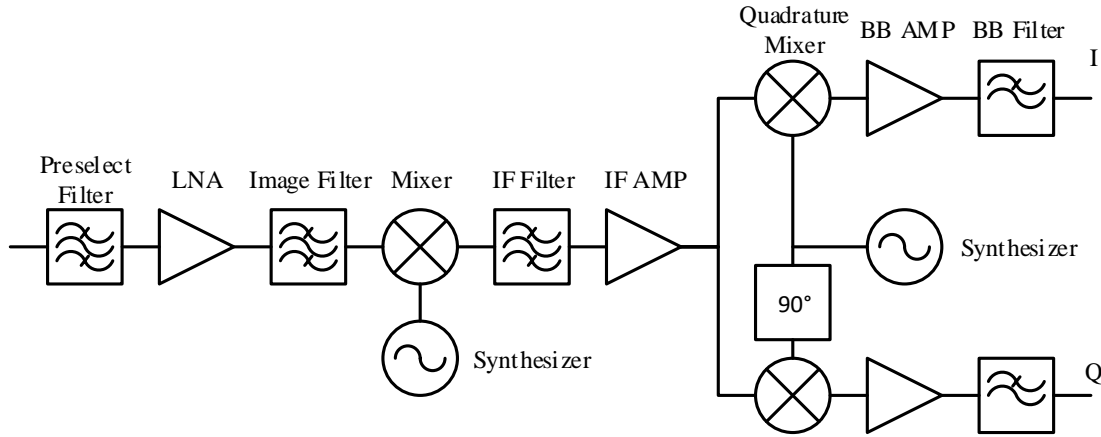 Quadrature
Mixer
BB AMP
BB Filter
I
Preselect
Filter
LNA
Image Filter
Mixer
IF Filter
IF AMP
Synthesizer
90°
Synthesizer
Q